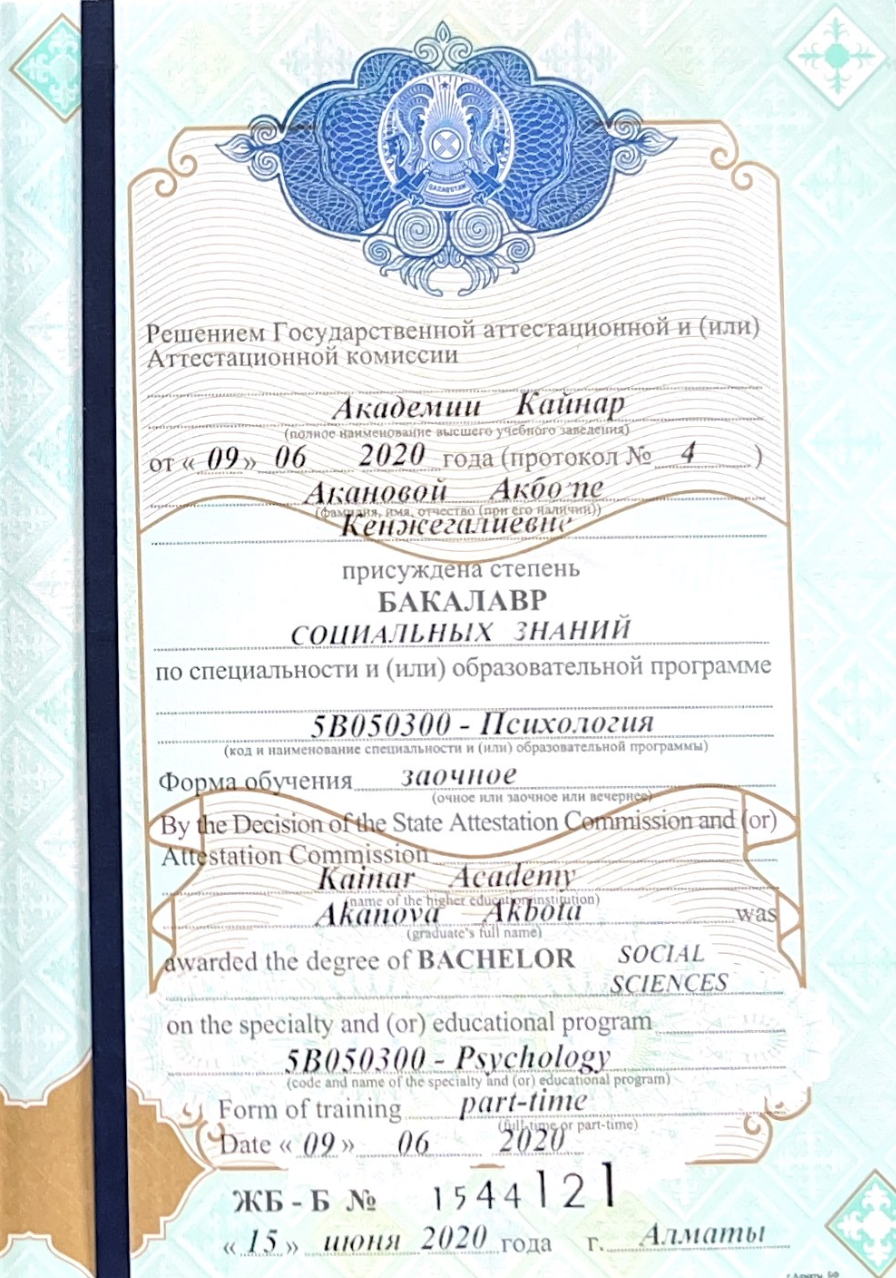 QAZAQSTAN
Решением Государственной аттестационной и (или)
Аттестационной комиссии
Академии Кайнар
(полное наименование высшего учебного заведения)
от « 09 » 06 2020 года (протокол № 4 )
Акановой
(фамилия, имя, отчество (при его наличии))
Кенжегалиевне
присуждена степень
БАКАЛАВР
СОЦИАЛЬНЫХ ЗНАНИЙ
по специальности и (или) образовательной программе
5В050300 - Психология
(код и наименование специальности и (или) образовательной программы)
Форма обучения заочное
(очное или заочное или вечернее)
By the Decision of the State Attestation Commission and (or)
Attestation Commission
Kainar Academy
(name of the higher education institution)
Akanova Akbota
(graduate's full name)
was
awarded the degree of BACHELOR SOCIAL
SCIENCES
on the specialty and (or) educational program
5B050300 - Psychology
(code and name of the specialty and (or) educational program)
Form of training part-time
(full-time or part-time)
Date « 09 » 06 2020
ЖБ - Б № 1544121
« 15 » июня 2020 года г. Алматы